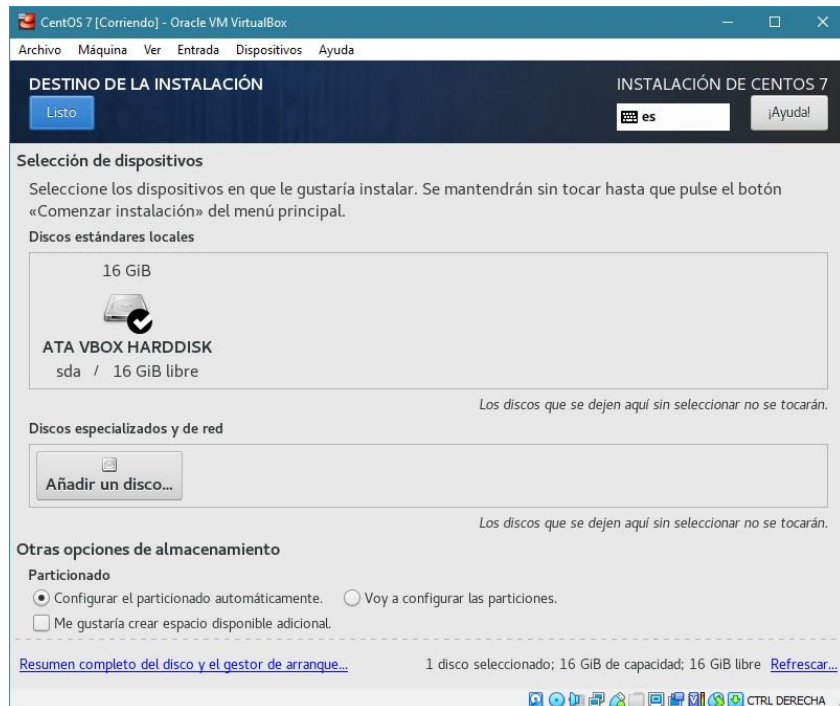 CentOS 7 [Corriendo] - Oracle VM VirtualBox
Archivo Máquina Ver Entrada Dispositivos Ayuda
DESTINO DE LA INSTALACIÓN
INSTALACIÓN DE CENTOS 7
Listo
es
¡Ayuda!
Selección de dispositivos
Seleccione los dispositivos en que le gustaría instalar. Se mantendrán sin tocar hasta que pulse el botón
«Comenzar instalación» del menú principal.
Discos estándares locales
16 GiB
ATA VBOX HARDDISK
sda / 16 GiB libre
Los discos que se dejen aquí sin seleccionar no se tocarán.
Discos especializados y de red
Añadir un disco...
Los discos que se dejen aquí sin seleccionar no se tocarán.
Otras opciones de almacenamiento
Particionado
Configurar el particionado automáticamente. Voy a configurar las particiones.
Me gustaría crear espacio disponible adicional.
Resumen completo del disco y el gestor de arranque... 1 disco seleccionado; 16 GiB de capacidad; 16 GiB libre Refrescar...
CTRL DERECHA